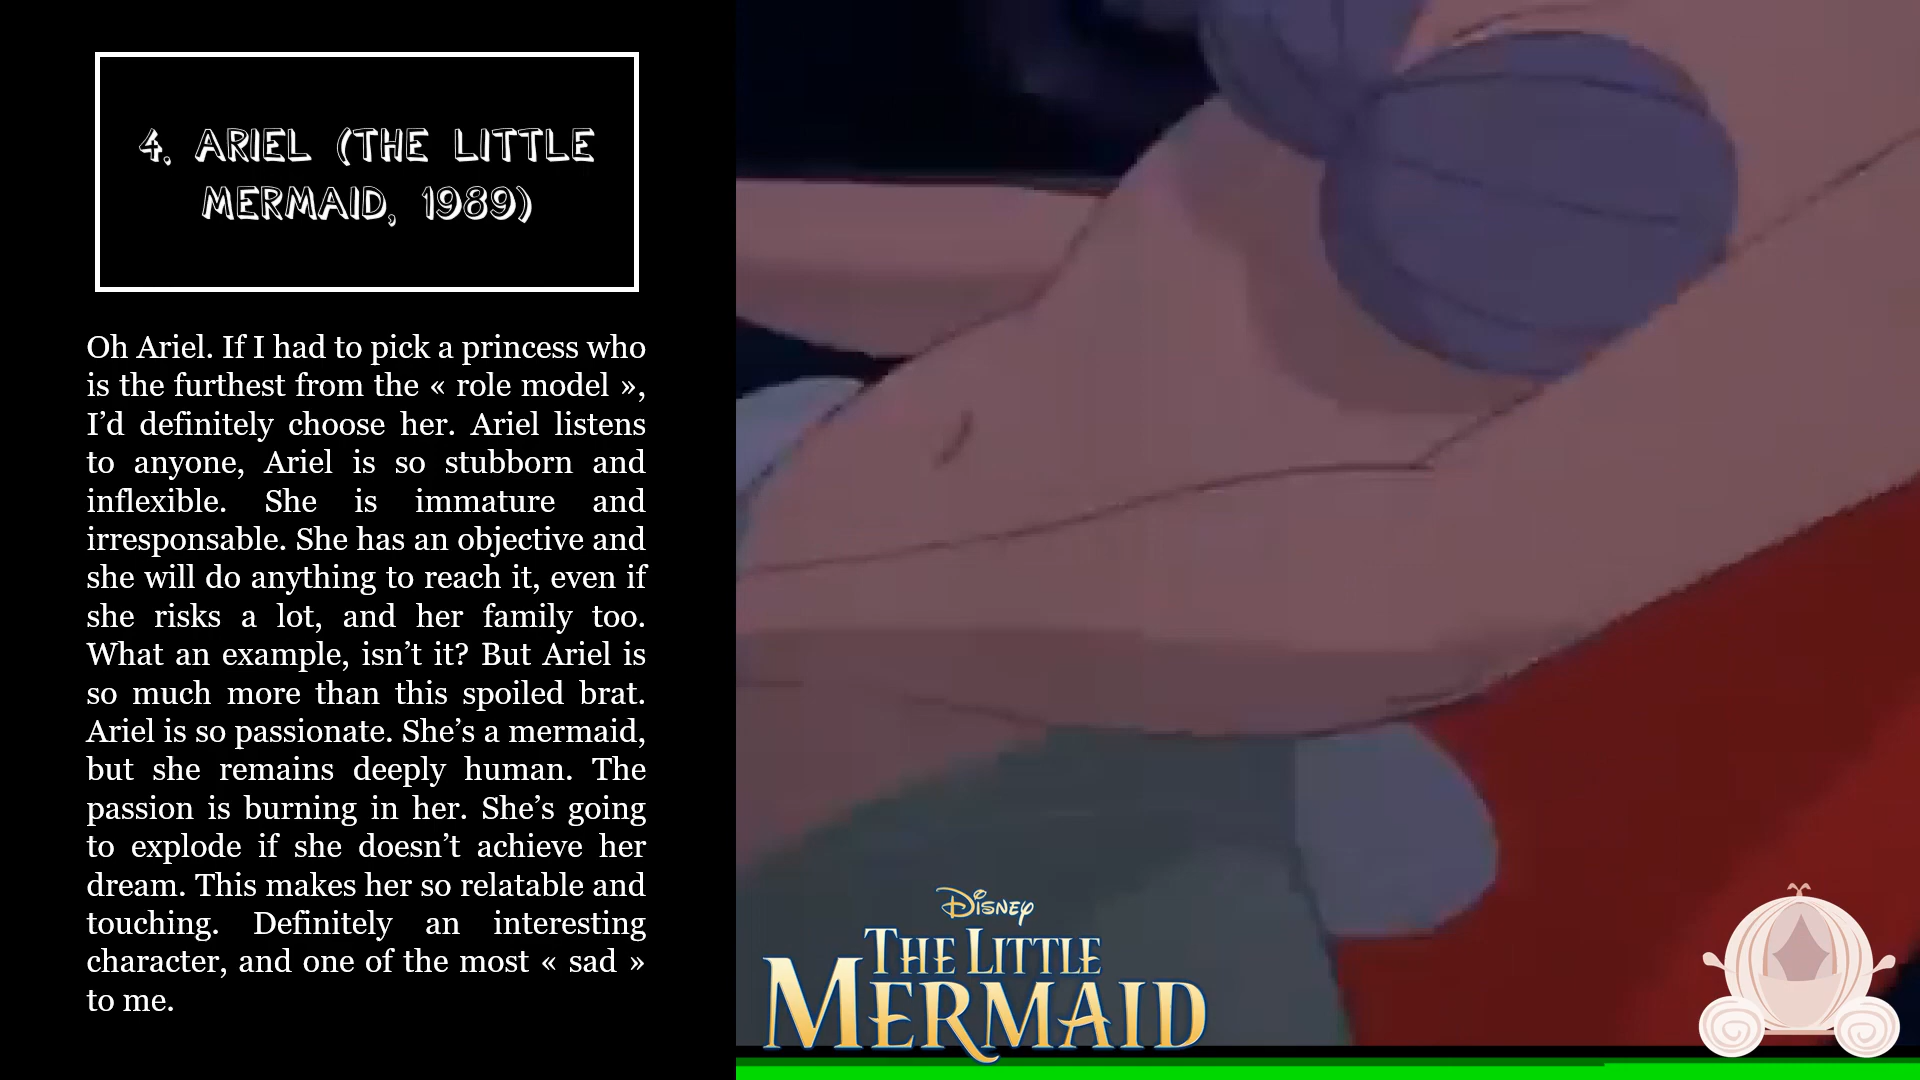 4. ARIEL (THE LITTLE
MERMAID, 1989)
Oh Ariel. If I had to pick a princess who
is the furthest from the « role model »,
I’d definitely choose her. Ariel listens
to anyone, Ariel is so stubborn and
inflexible. She is immature and
irresponsable. She has an objective and
she will do anything to reach it, even if
she risks a lot, and her family too.
What an example, isn’t it? But Ariel is
so much more than this spoiled brat.
Ariel is so passionate. She’s a mermaid,
but she remains deeply human. The
passion is burning in her. She’s going
to explode if she doesn’t achieve her
dream. This makes her so relatable and
touching. Definitely an interesting
character, and one of the most « sad »
to me.
DISNEY
THE LITTLE
MERMAID